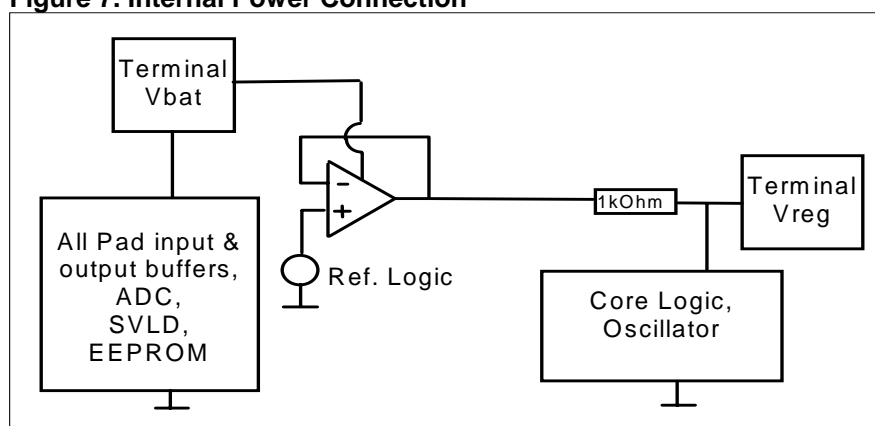 Figure 7. Internal Power Connection
Terminal
Vbat
All Pad input &
output buffers,
ADC,
SVLD,
EEPROM
-
+
Ref. Logic
1kOhm
Terminal
Vreg
Core Logic,
Oscillator